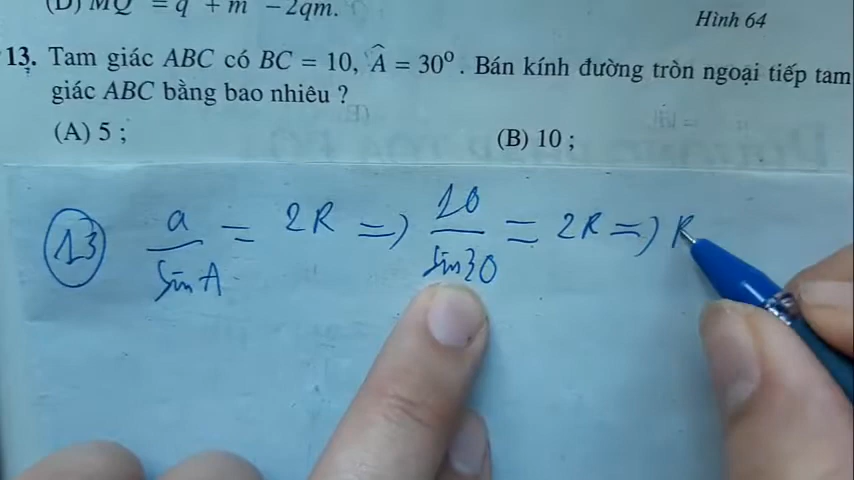 (D) MQ = q + m − 2qm.
Hình 64
13. Tam giác ABC có BC = 10, Â = 30°. Bán kính đường tròn ngoại tiếp tam
giác ABC bằng bao nhiêu ?
(A) 5 ; (B) 10 ;
13 a/sin A = 2R => 10/sin30 = 2R => R